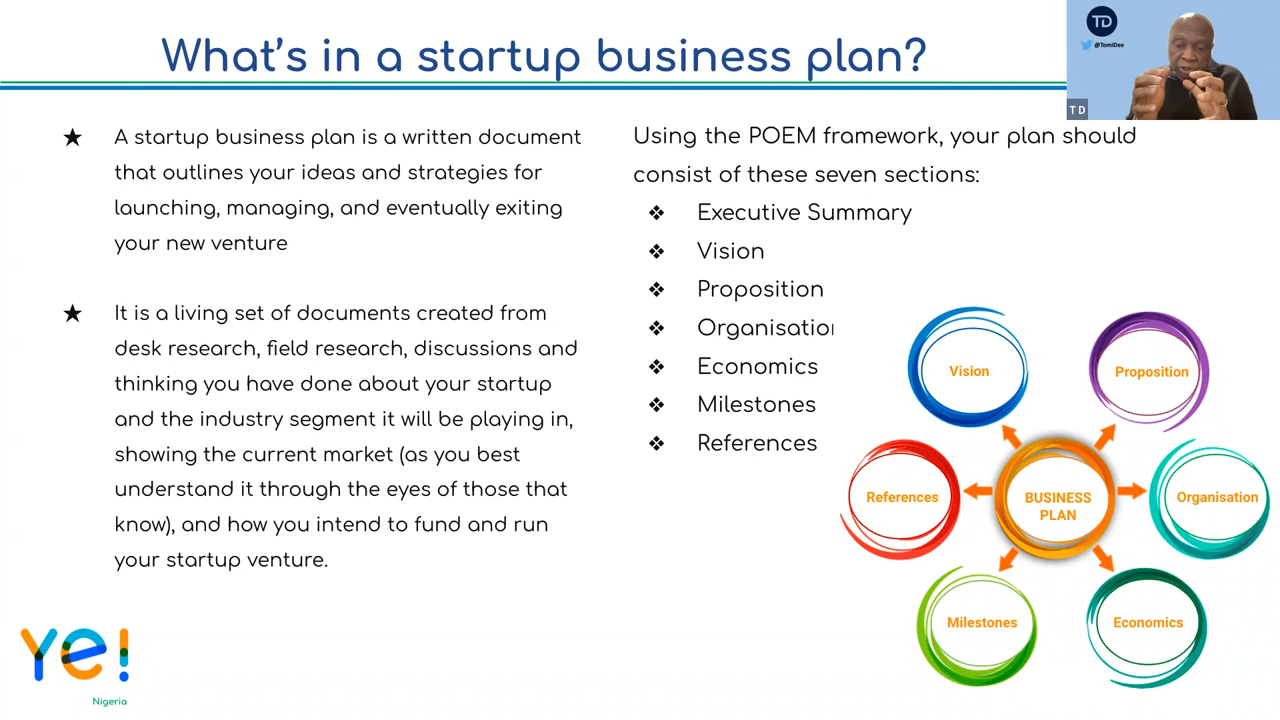 What's in a startup business plan?
TD
@TomiDee
T D
★ A startup business plan is a written document
that outlines your ideas and strategies for
launching, managing, and eventually exiting
your new venture
★ It is a living set of documents created from
desk research, field research, discussions and
thinking you have done about your startup
and the industry segment it will be playing in,
showing the current market (as you best
understand it through the eyes of those that
know), and how you intend to fund and run
your startup venture.
Using the POEM framework, your plan should
consist of these seven sections:
❖ Executive Summary
❖ Vision
❖ Proposition
❖ Organisation
❖ Economics
❖ Milestones
❖ References
Vision
Proposition
References
BUSINESS
PLAN
Organisation
Milestones
Economics
Ye!
Nigeria